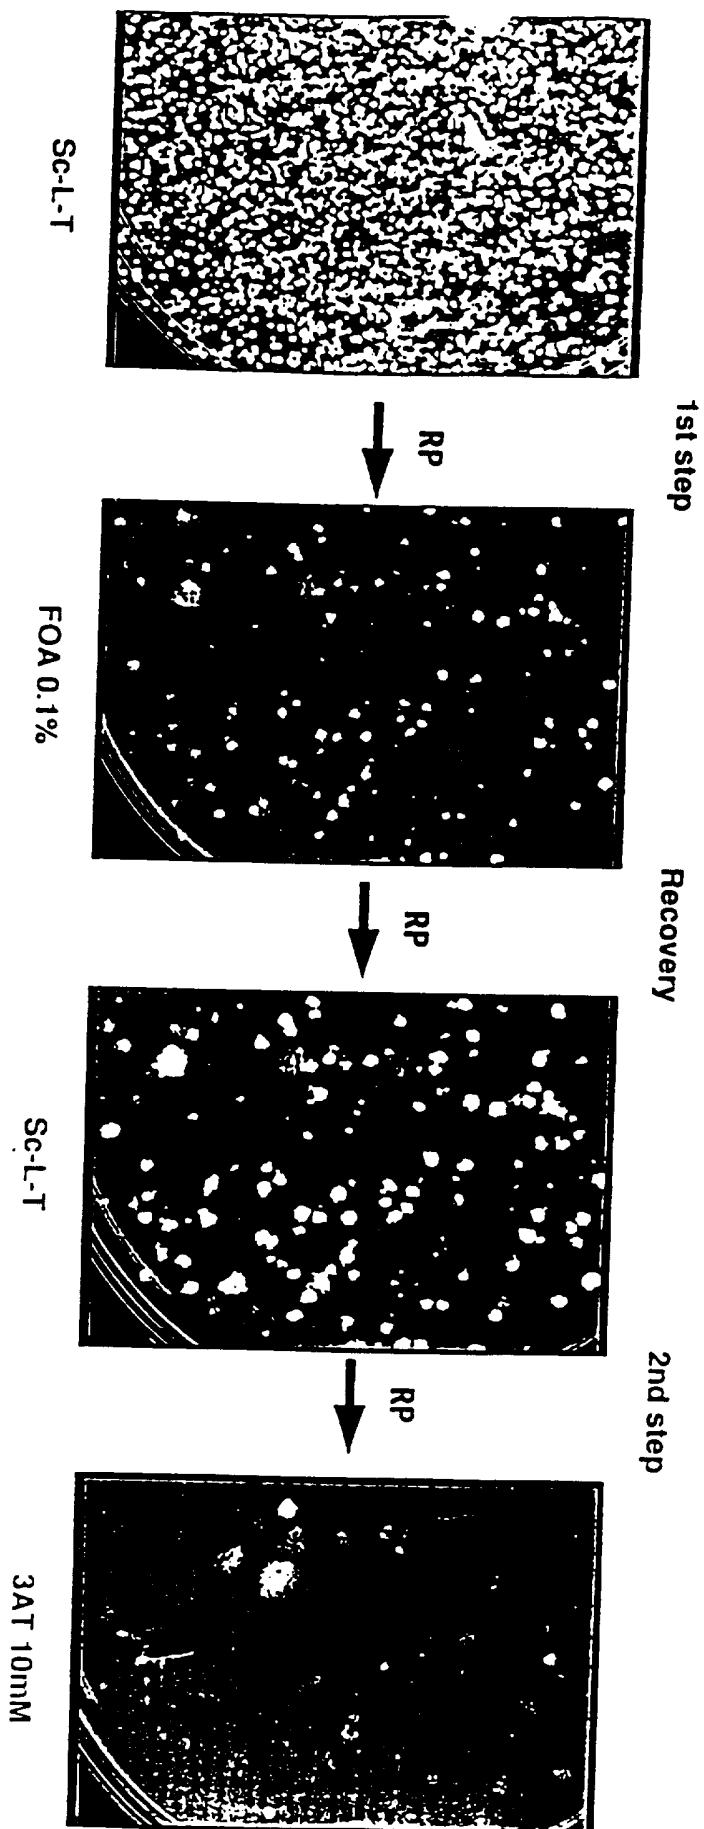 1st step
Recovery
2nd step
RP
RP
RP
Sc-L-T
FOA 0.1%
Sc-L-T
3AT 10mM